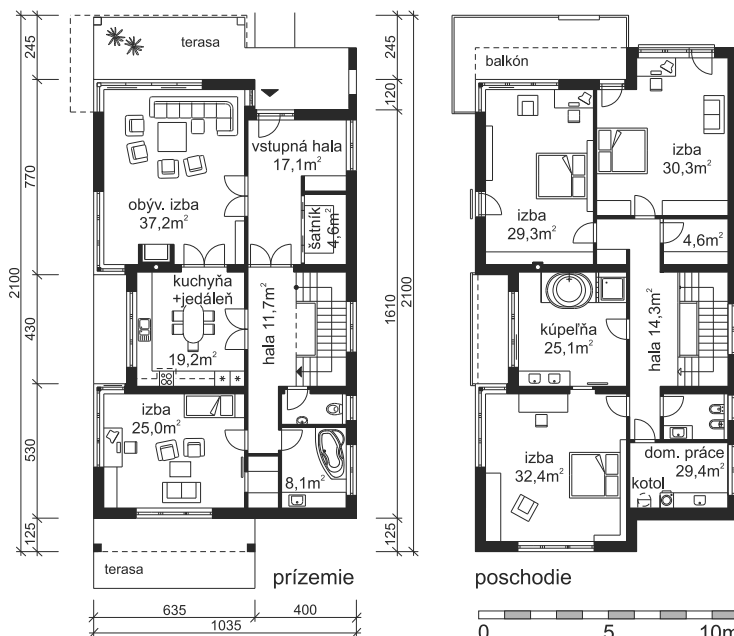 terasa
vstupná hala
17,1m²
obýv. izba
37,2m²
šatník
4,6m²
kuchyňa
+jedáleň
19,2m²
hala 11,7m²
izba
25,0m²
8,1m²
terasa
prízemie
245
770
430
530
125
2100
120
1610
125
2100
245
635
400
1035
balkón
izba
30,3m²
izba
29,3m²
4,6m²
kúpeľňa
25,1m²
hala 14,3m²
izba
32,4m²
dom. práce
29,4m²
kotol
poschodie
0
5
10m